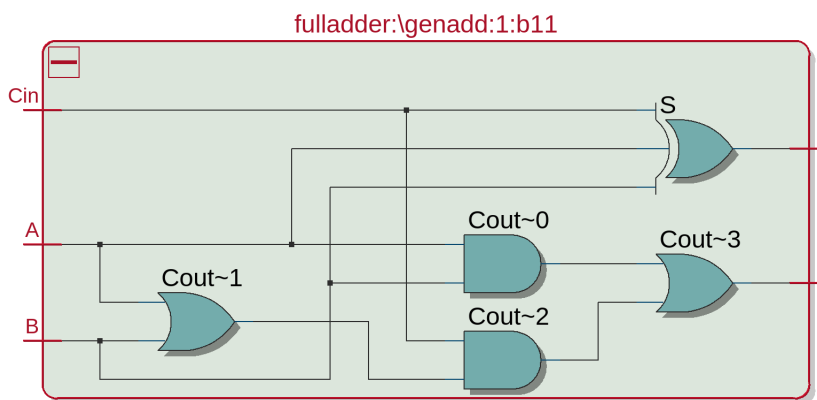 fulladder:\genadd:1:b11
Cin
S
A
Cout~0
Cout~3
Cout~1
B
Cout~2